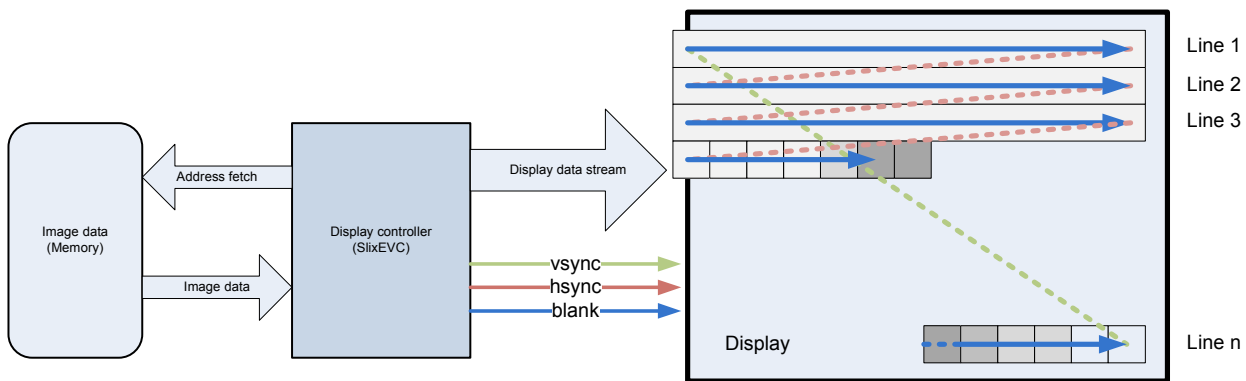 Line 1
Line 2
Line 3
Address fetch
Display data stream
Image data
(Memory)
Display controller
(SlixEVC)
vsync
Image data
hsync
blank
Display
Line n